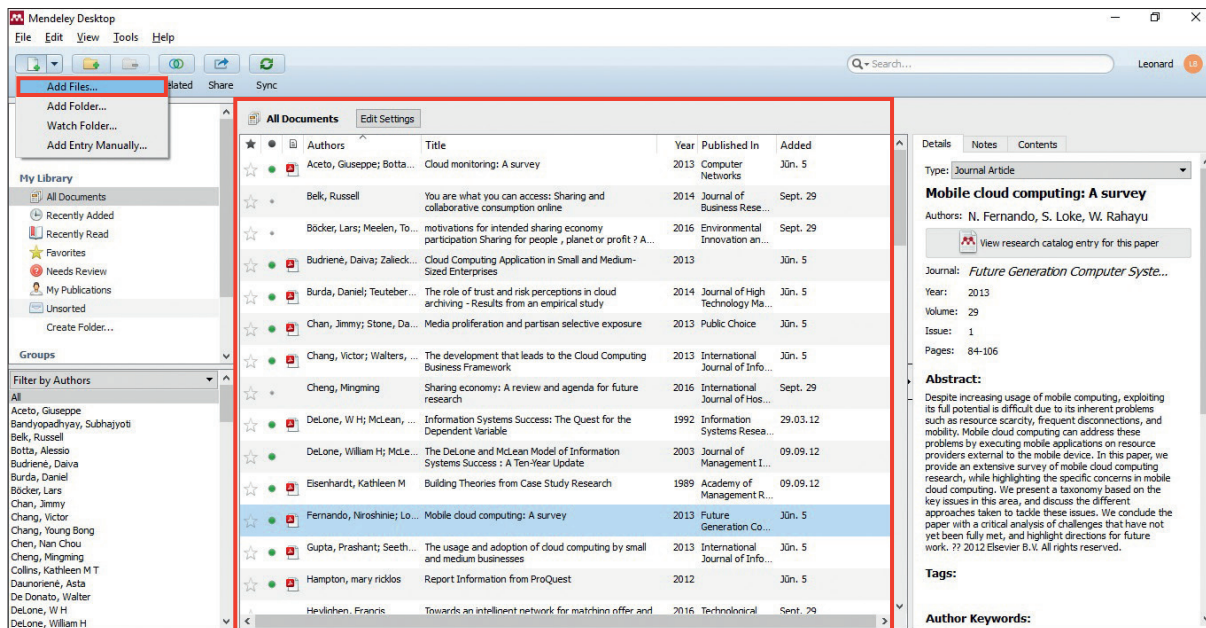 Mendeley Desktop
File Edit View Tools Help
Search...
Leonard LS
elated Share Sync
Add Files...
Add Folder...
Watch Folder...
Add Entry Manually...
My Library
All Documents
Recently Added
Recently Read
Favorites
Needs Review
My Publications
Unsorted
Create Folder...
Groups
Filter by Authors
All
Aceto, Giuseppe
Bandyopadhyay, Subhajyoti
Belk, Russell
Botta, Alessio
Budrienė, Daiva
Burda, Daniel
Böcker, Lars
Chan, Jimmy
Chang, Victor
Chang, Young Bong
Chen, Nan Chou
Cheng, Mingming
Collins, Kathleen M T
Daunorienė, Asta
De Donato, Walter
DeLone, W H
DeLone, William H
All Documents Edit Settings
Authors Title Year Published In Added
Aceto, Giuseppe; Botta... Cloud monitoring: A survey 2013 Computer Jūn. 5
Networks
Belk, Russell You are what you can access: Sharing and 2014 Journal of Sept. 29
collaborative consumption online Business Rese...
Böcker, Lars; Meelen, To... motivations for intended sharing economy 2016 Environmental Sept. 29
participation Sharing for people , planet or profit ? A... Innovation an...
Budrienė, Daiva; Zalieck... Cloud Computing Application in Small and Medium- 2013 Jūn. 5
Sized Enterprises
Burda, Daniel; Teuteber... The role of trust and risk perceptions in cloud 2014 Journal of High Jūn. 5
archiving - Results from an empirical study Technology Ma...
Chan, Jimmy; Stone, Da... Media proliferation and partisan selective exposure 2013 Public Choice Jūn. 5
Chang, Victor; Walters, ... The development that leads to the Cloud Computing 2013 International Jūn. 5
Business Framework Journal of Info...
Cheng, Mingming Sharing economy: A review and agenda for future 2016 International Sept. 29
research Journal of Hos...
DeLone, W H; McLean, ... Information Systems Success: The Quest for the 1992 Information 29.03.12
Dependent Variable Systems Resea...
DeLone, William H; McLe... The DeLone and McLean Model of Information 2003 Journal of 09.09.12
Systems Success : A Ten-Year Update Management I...
Eisenhardt, Kathleen M Building Theories from Case Study Research 1989 Academy of 09.09.12
Management R...
Fernando, Niroshinie; Lo... Mobile cloud computing: A survey 2013 Future Jūn. 5
Generation Co...
Gupta, Prashant; Seeth... The usage and adoption of cloud computing by small 2013 International Jūn. 5
and medium businesses Journal of Info...
Hampton, mary ricklos Report Information from ProQuest 2012 Jūn. 5
Heylighen, Francis Towards an intelligent network for matching offer and 2016 Technological Sept. 29
Details Notes Contents
Type: Journal Article
Mobile cloud computing: A survey
Authors: N. Fernando, S. Loke, W. Rahayu
View research catalog entry for this paper
Journal: Future Generation Computer Syste...
Year: 2013
Volume: 29
Issue: 1
Pages: 84-106
Abstract:
Despite increasing usage of mobile computing, exploiting
its full potential is difficult due to its inherent problems
such as resource scarcity, frequent disconnections, and
mobility. Mobile cloud computing can address these
problems by executing mobile applications on resource
providers external to the mobile device. In this paper, we
provide an extensive survey of mobile cloud computing
research, while highlighting the specific concerns in mobile
cloud computing. We present a taxonomy based on the
key issues in this area, and discuss the different
approaches taken to tackle these issues. We conclude the
paper with a critical analysis of challenges that have not
yet been fully met, and highlight directions for future
work. ?? 2012 Elsevier B.V. All rights reserved.
Tags:
Author Keywords: